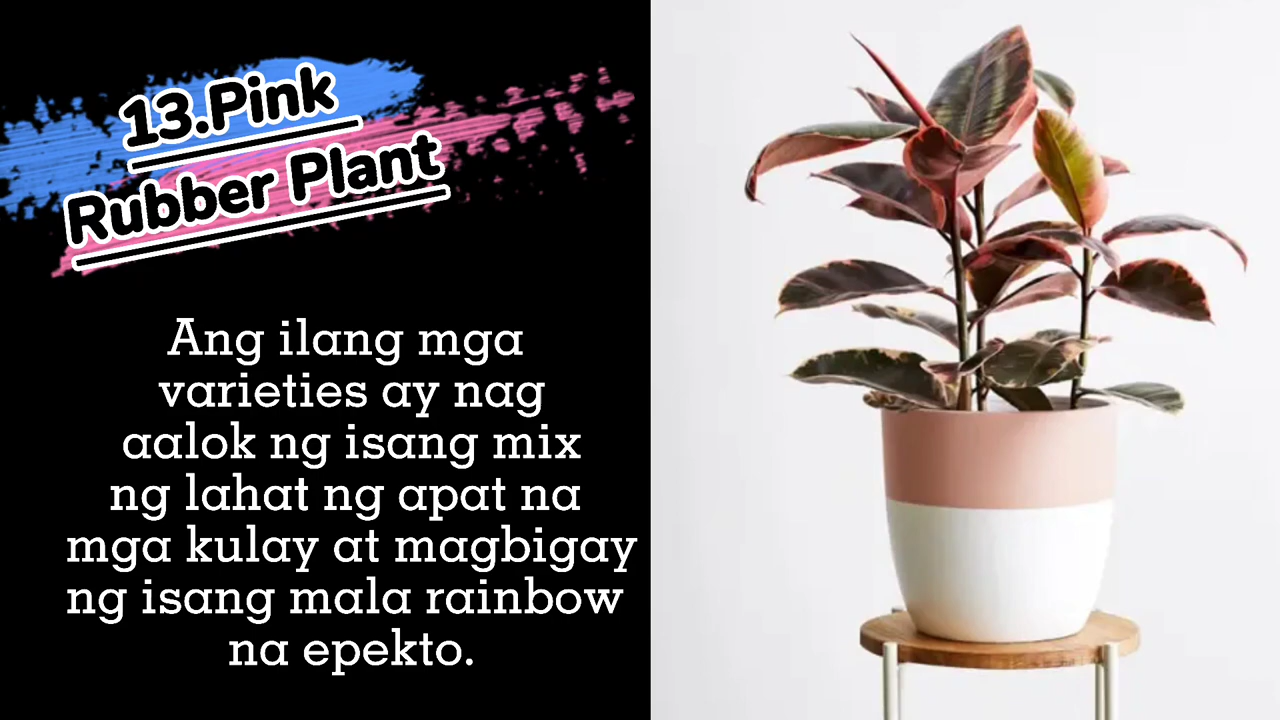 13.Pink
Rubber Plant
Ang ilang mga
varieties ay nag
aalok ng isang mix
ng lahat ng apat na
mga kulay at magbigay
ng isang mala rainbow
na epekto.